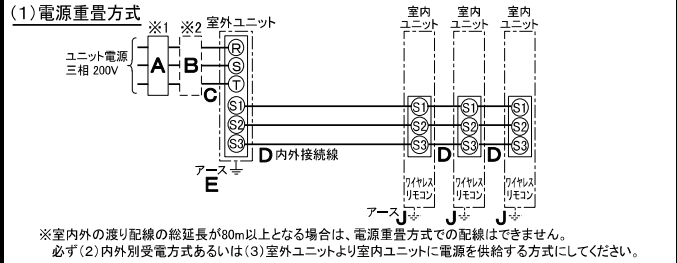 (1)電源重畳方式
※1 ※2 室外ユニット
室内ユニット 室内ユニット 室内ユニット
ユニット電源
三相 200V
A B C
R
S
T
S1 S1 S1 S1
S2 S2 S2 S2
S3 S3 S3 S3
D 内外接続線 D D
アース
E
ワイヤレスリモコン ワイヤレスリモコン ワイヤレスリモコン
アース J J J
※室内外の渡り配線の総延長が80m以上となる場合は、電源重畳方式での配線はできません。
必ず(2)内外別受電方式あるいは(3)室外ユニットより室内ユニットに電源を供給する方式にしてください。